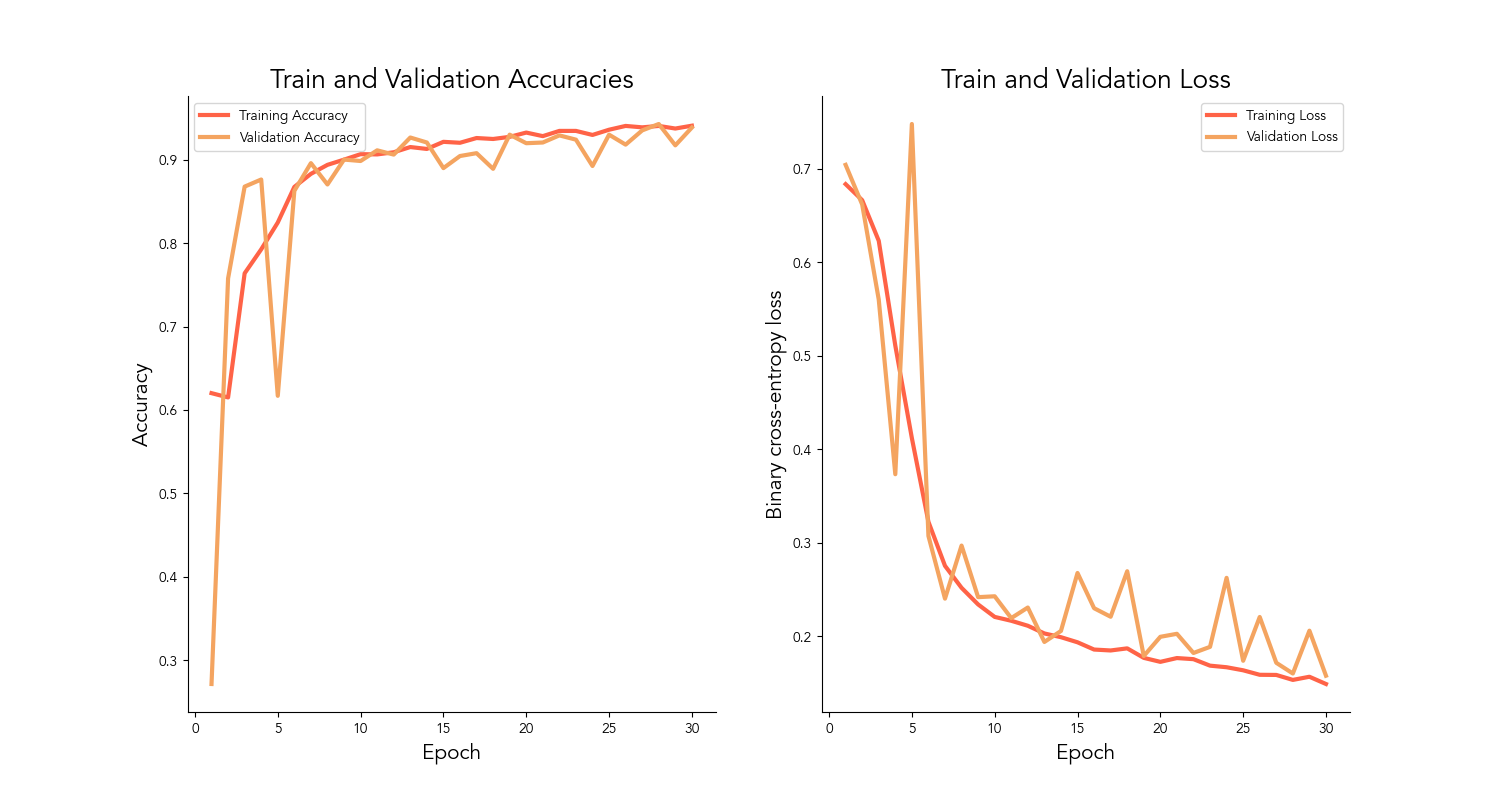 Train and Validation Accuracies
Training Accuracy
Validation Accuracy
0.9
0.8
0.7
0.6
0.5
0.4
0.3
Accuracy
0 5 10 15 20 25 30
Epoch
Train and Validation Loss
Training Loss
Validation Loss
0.7
0.6
0.5
0.4
0.3
0.2
Binary cross-entropy loss
0 5 10 15 20 25 30
Epoch